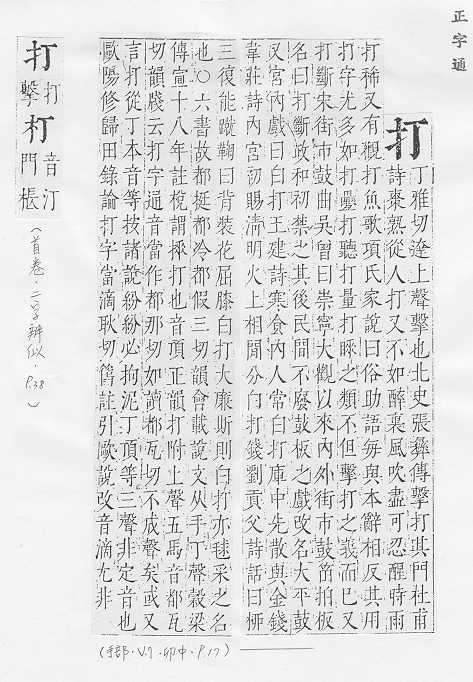 正字通
打
丁雅切遼上聲擊也北史張彝傳擊打其門杜甫
詩棗熟從人打又不如醉裏風吹盡可忍醒時雨
打稀又有觀打魚歌項氏家說曰俗助語每與本辭相反其用
打字尤多如打疊打聽打量打睬之類不但擊打之義而巳又
打斷宋街市鼓曲吳曾曰崇寧大觀以來內外街市鼓笛拍板
名曰打斷政和初禁之其後民間不廢鼓板之戲改名太平鼓
又宮內戲曰白打王建詩寒食內人常白打庫中先散與金錢
韋莊詩內官初賜清明火上相閒分白打錢劉貢父詩話曰柳
三復能蹴鞠曰背裝花屈膝白打大廉斯則白打亦毬采之名
也○六書故都挺都冷都假三切韻會載說文从手丁聲穀梁
傳宣十八年註梲謂捶打也音頂正韻打附上聲五馬音都瓦
切韻牋云打字遍音當作都那切如讀都瓦切不成聲矣或又
言打從丁本音等按諸說紛紛必拘泥丁頂等三聲非定音也
歐陽修歸田錄論打字當滴耿切舊註引歐說改音滴尢非
(手部．V.7．卯中．P.17)
打
打
擊
朾
音汀
門棖
(首卷．二字辨似．P.38)